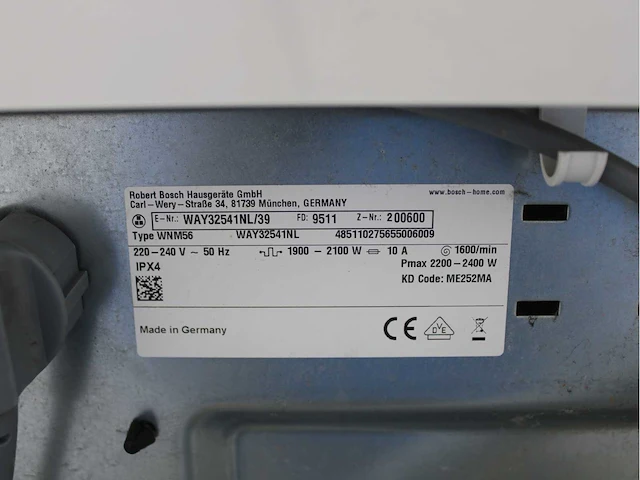 Robert Bosch Hausgeräte GmbH
Carl-Wery-Straße 34, 81739 München, GERMANY
www.bosch-home.com
E-Nr.: WAY32541NL/39 FD: 9511 Z-Nr.: 200600
Type WNM56 WAY32541NL 485110275655006009
220-240 V ~ 50 Hz 1900-2100 W 10 A 1600/min
IPX4 Pmax 2200-2400 W
KD Code: ME252MA
Made in Germany CE DVE